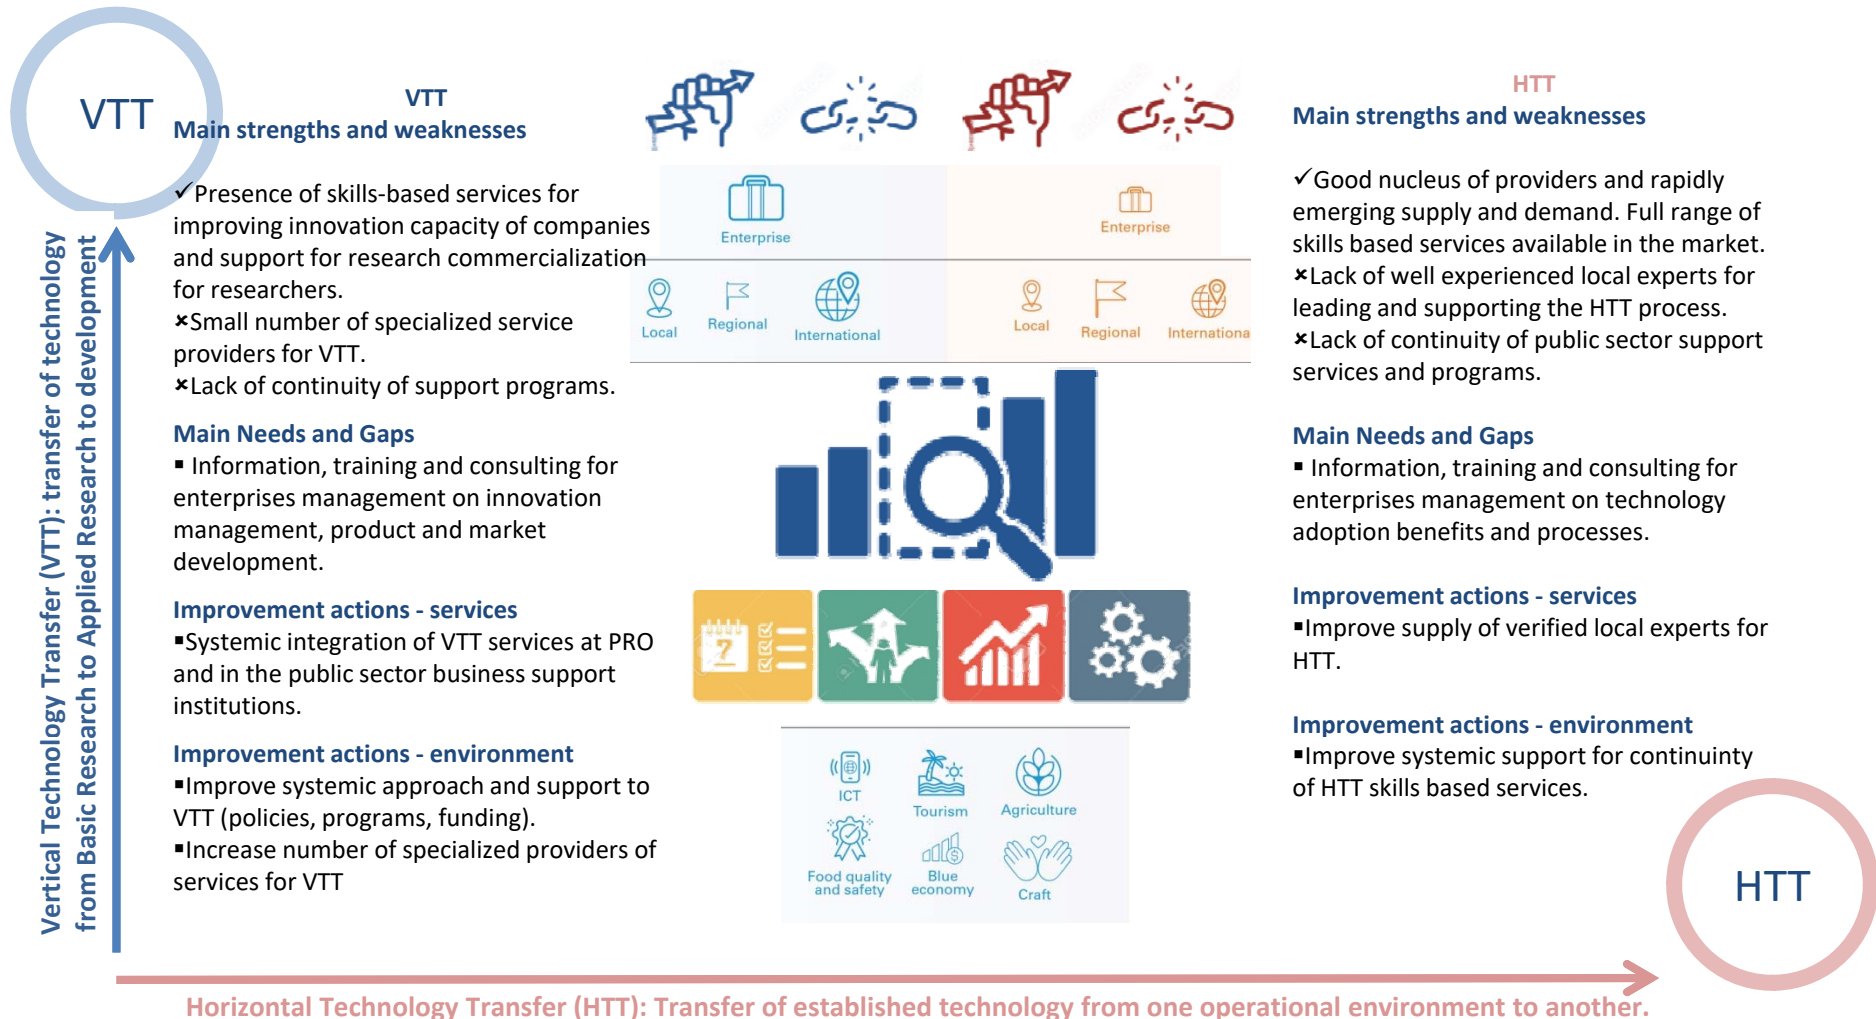 VTT
VTT
Main strengths and weaknesses
✓Presence of skills-based services for
improving innovation capacity of companies
and support for research commercialization
for researchers.
×Small number of specialized service
providers for VTT.
×Lack of continuity of support programs.
Main Needs and Gaps
▪ Information, training and consulting for
enterprises management on innovation
management, product and market
development.
Improvement actions - services
▪Systemic integration of VTT services at PRO
and in the public sector business support
institutions.
Improvement actions - environment
▪Improve systemic approach and support to
VTT (policies, programs, funding).
▪Increase number of specialized providers of
services for VTT
Vertical Technology Transfer (VTT): transfer of technology
from Basic Research to Applied Research to development
Enterprise
Enterprise
Local
Regional
International
Local
Regional
Internationa
7
ICT
Tourism
Agriculture
Food quality
and safety
Blue
economy
Craft
HTT
Main strengths and weaknesses
✓Good nucleus of providers and rapidly
emerging supply and demand. Full range of
skills based services available in the market.
×Lack of well experienced local experts for
leading and supporting the HTT process.
×Lack of continuity of public sector support
services and programs.
Main Needs and Gaps
▪ Information, training and consulting for
enterprises management on technology
adoption benefits and processes.
Improvement actions - services
▪Improve supply of verified local experts for
HTT.
Improvement actions - environment
▪Improve systemic support for continuinty
of HTT skills based services.
HTT
Horizontal Technology Transfer (HTT): Transfer of established technology from one operational environment to another.